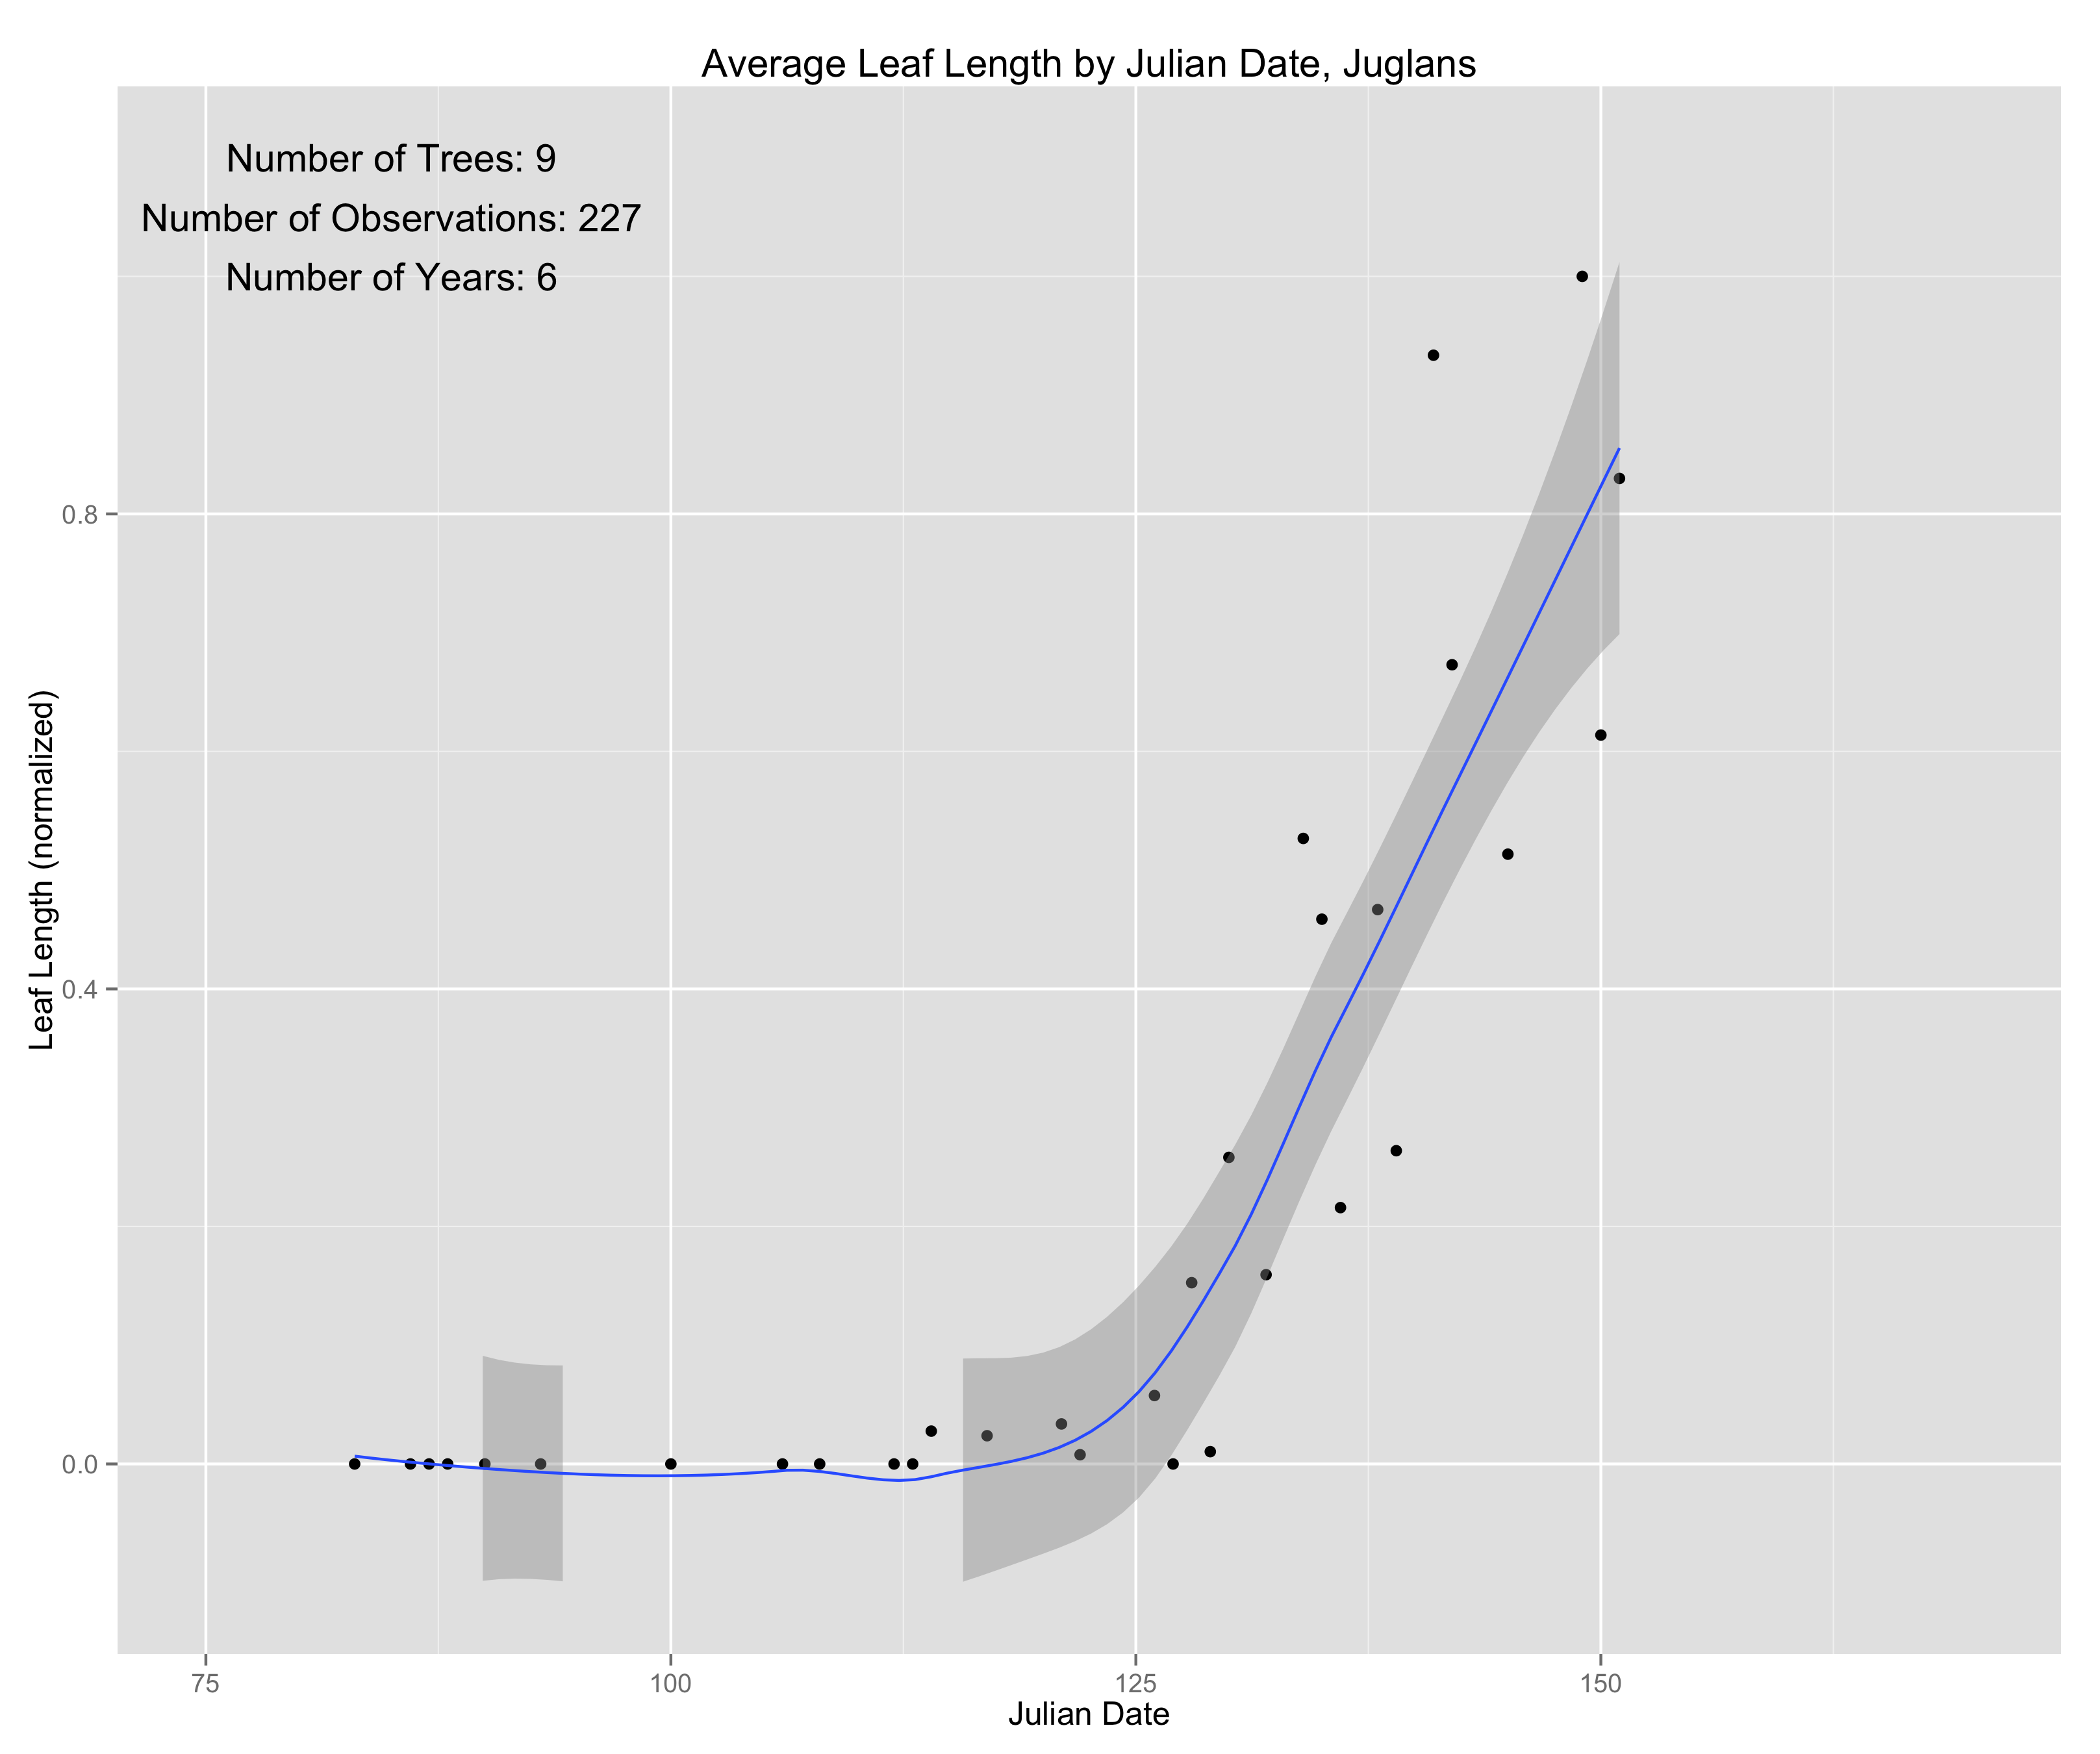 Average Leaf Length by Julian Date, Juglans
Number of Trees: 9
Number of Observations: 227
Number of Years: 6
Leaf Length (normalized)
0.8
0.4
0.0
75
100
125
150
Julian Date